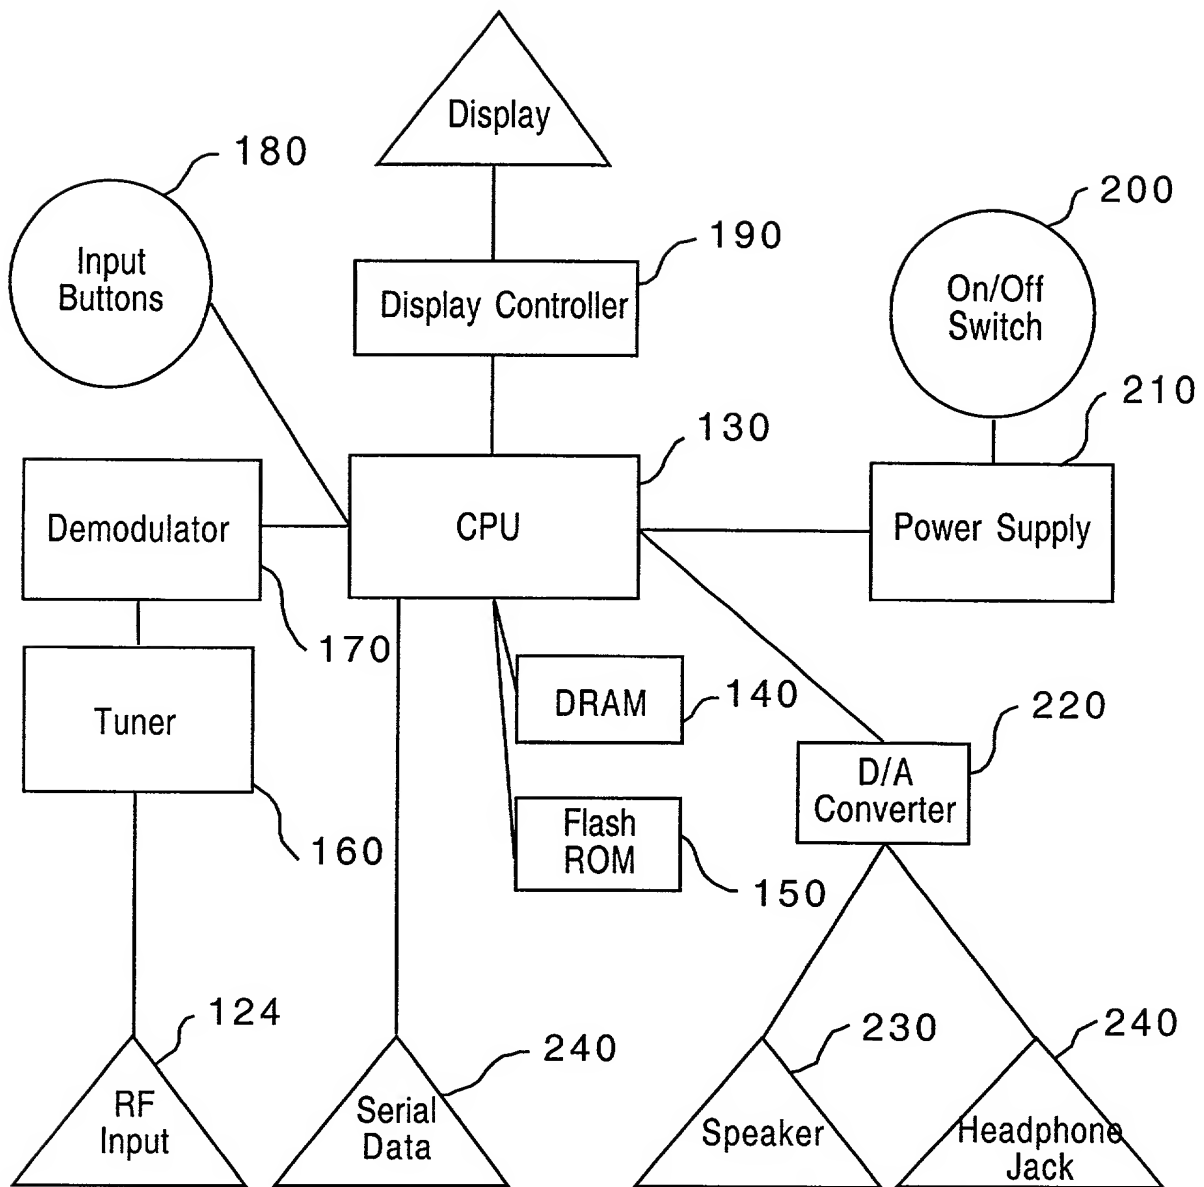 Display
180
200
190
Input
Buttons
Display Controller
On/Off
Switch
210
130
Demodulator
CPU
Power Supply
170
140
DRAM
220
Tuner
D/A
Converter
160
Flash
ROM
150
124
240
230
240
RF
Input
Serial
Data
Speaker
Headphone
Jack